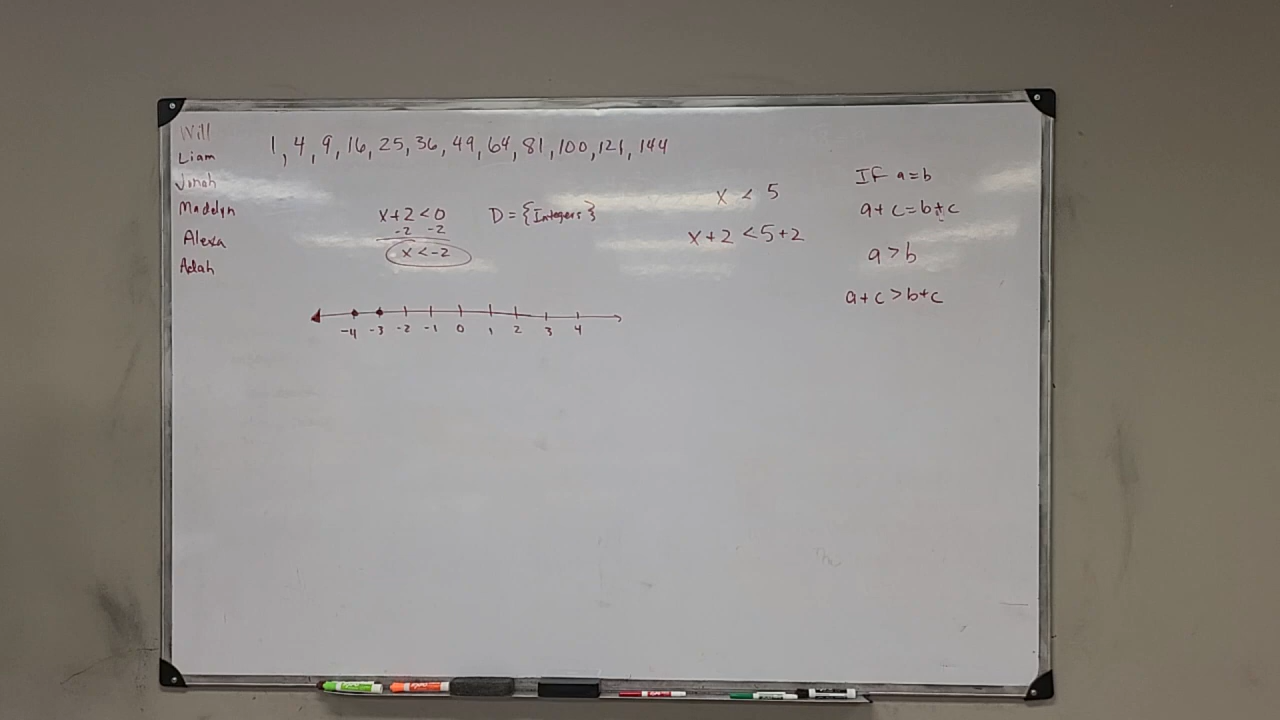 Will
Liam
Jonah
Madelyn
Alexa
Adah
1, 4, 9, 16, 25, 36, 49, 64, 81, 100, 121, 144
x+2<0
-2 -2
x<-2
D = {Integers}
-4 -3 -2 -1 0 1 2 3 4
x < 5
x+2 <5+2
If a=b
a+c=b+c
a>b
a+c>b+c